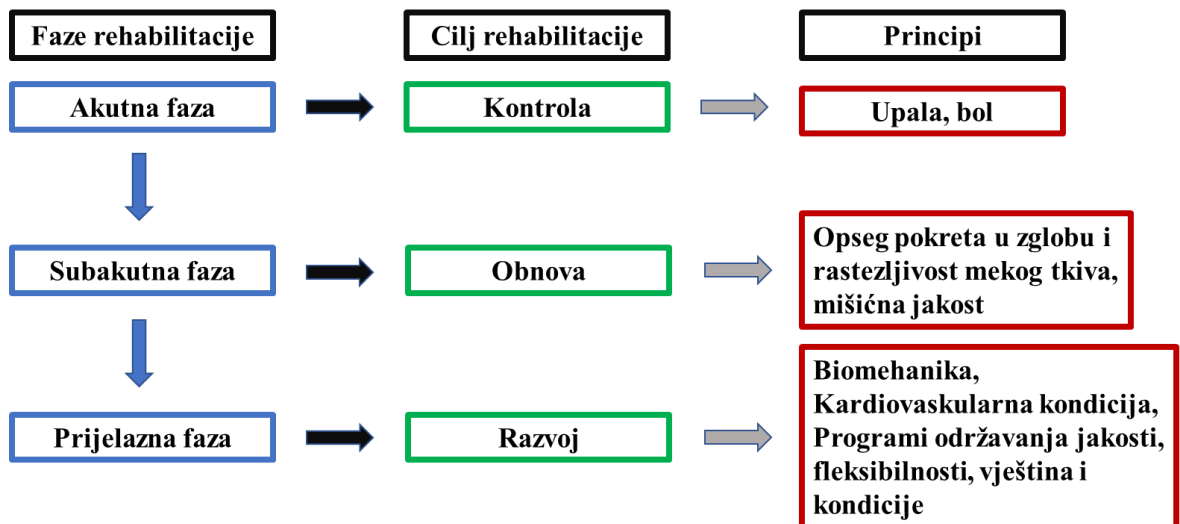 Faze rehabilitacije
Cilj rehabilitacije
Principi
Akutna faza
Kontrola
Upala, bol
Subakutna faza
Obnova
Opseg pokreta u zglobu i
rastezljivost mekog tkiva,
mišićna jakost
Prijelazna faza
Razvoj
Biomehanika,
Kardiovaskularna kondicija,
Programi održavanja jakosti,
fleksibilnosti, vještina i
kondicije